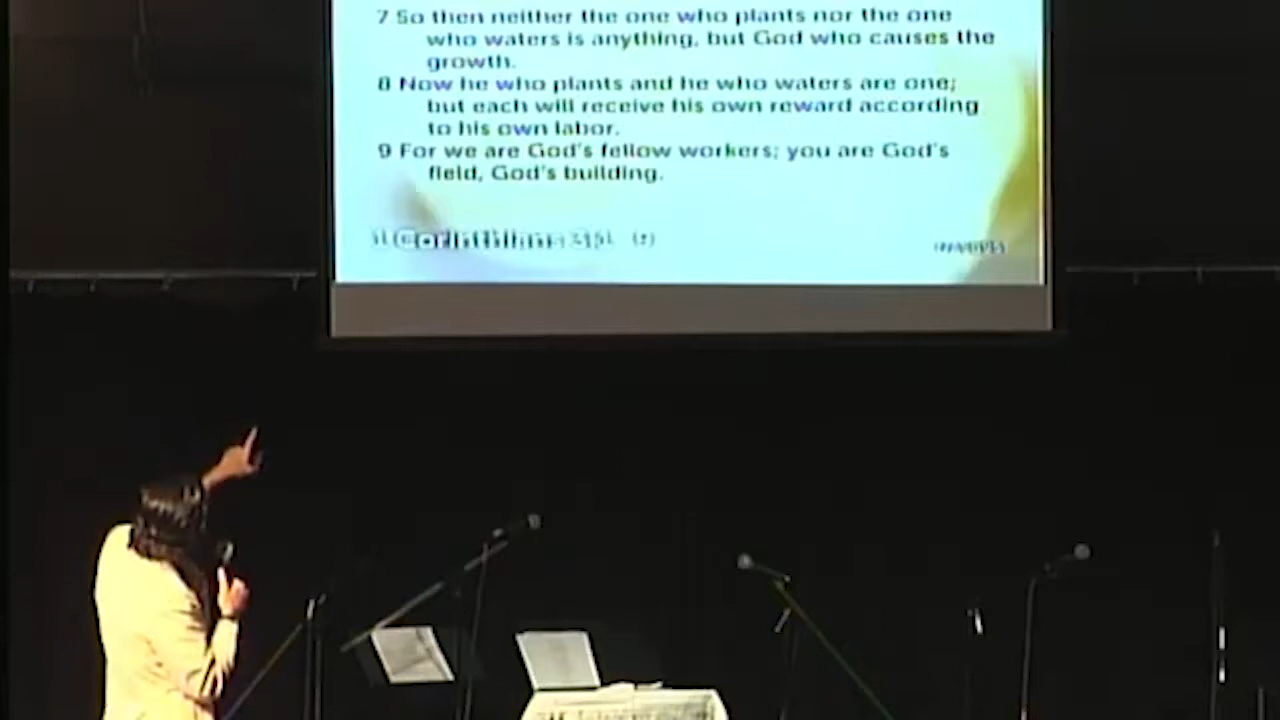 7 So then neither the one who plants nor the one
who waters is anything, but God who causes the
growth.
8 Now he who plants and he who waters are one;
but each will receive his own reward according
to his own labor.
9 For we are God's fellow workers; you are God's
field, God's building.
Corinthians